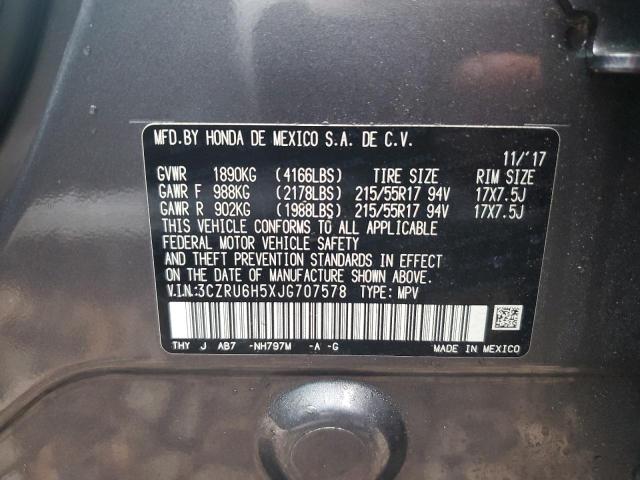 MFD.BY HONDA DE MEXICO S.A. DE C.V.
11/'17
GVWR 1890KG (4166LBS) TIRE SIZE RIM SIZE
GAWR F 988KG (2178LBS) 215/55R17 94V 17X7.5J
GAWR R 902KG (1988LBS) 215/55R17 94V 17X7.5J
THIS VEHICLE CONFORMS TO ALL APPLICABLE
FEDERAL MOTOR VEHICLE SAFETY
AND THEFT PREVENTION STANDARDS IN EFFECT
ON THE DATE OF MANUFACTURE SHOWN ABOVE.
V.I.N.:3CZRU6H5XJG707578 TYPE: MPV
THY J AB7 -NH797M -A -G MADE IN MEXICO